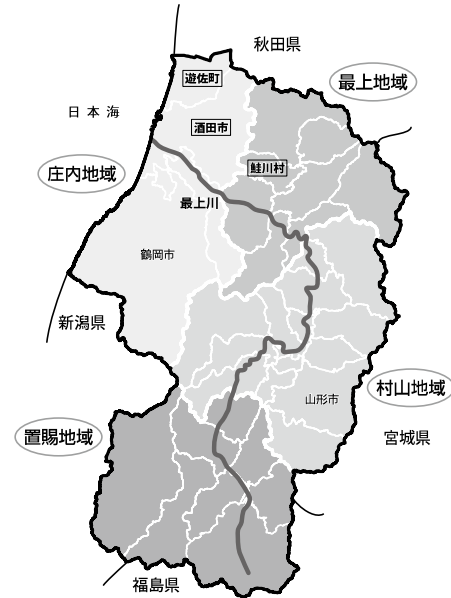 秋田県
遊佐町
最上地域
日本海
酒田市
鮭川村
庄内地域
最上川
鶴岡市
新潟県
村山地域
山形市
置賜地域
宮城県
福島県